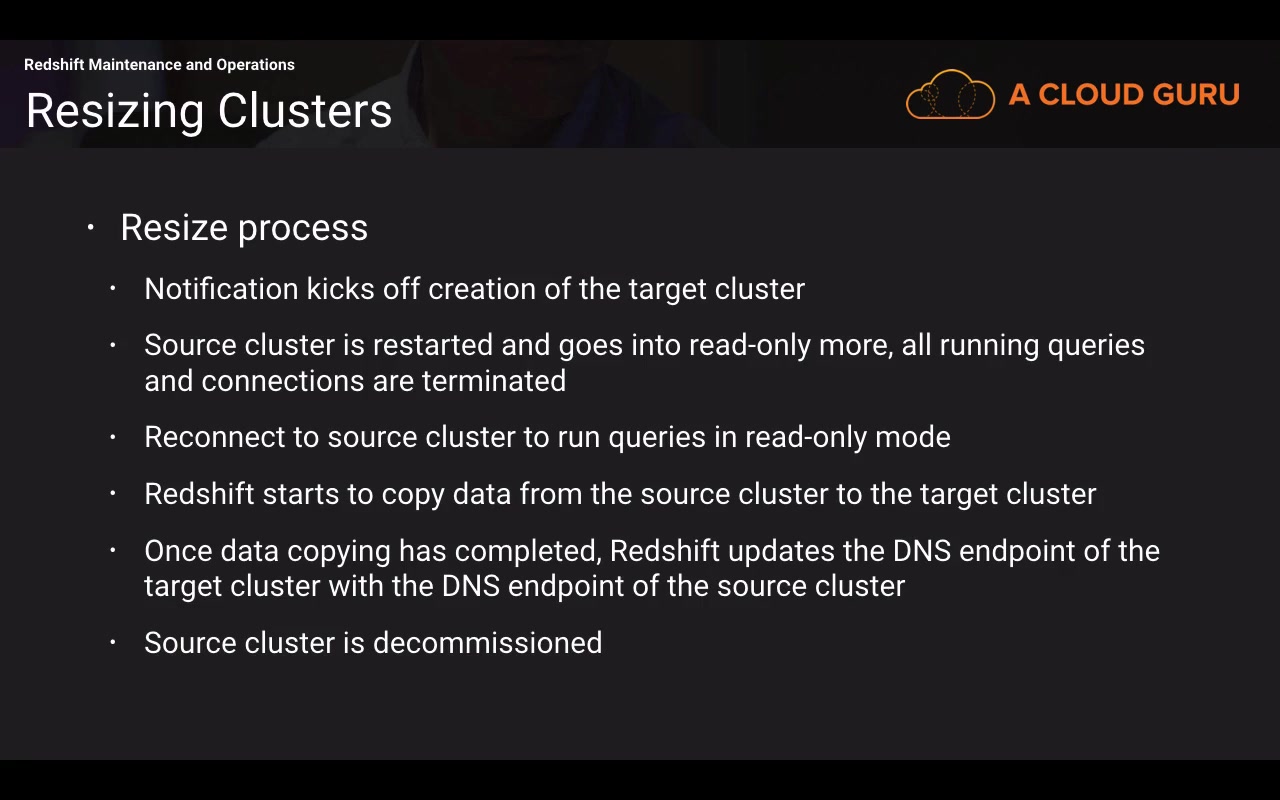 Redshift Maintenance and Operations
Resizing Clusters
A CLOUD GURU
• Resize process
• Notification kicks off creation of the target cluster
• Source cluster is restarted and goes into read-only more, all running queries
and connections are terminated
• Reconnect to source cluster to run queries in read-only mode
• Redshift starts to copy data from the source cluster to the target cluster
• Once data copying has completed, Redshift updates the DNS endpoint of the
target cluster with the DNS endpoint of the source cluster
• Source cluster is decommissioned